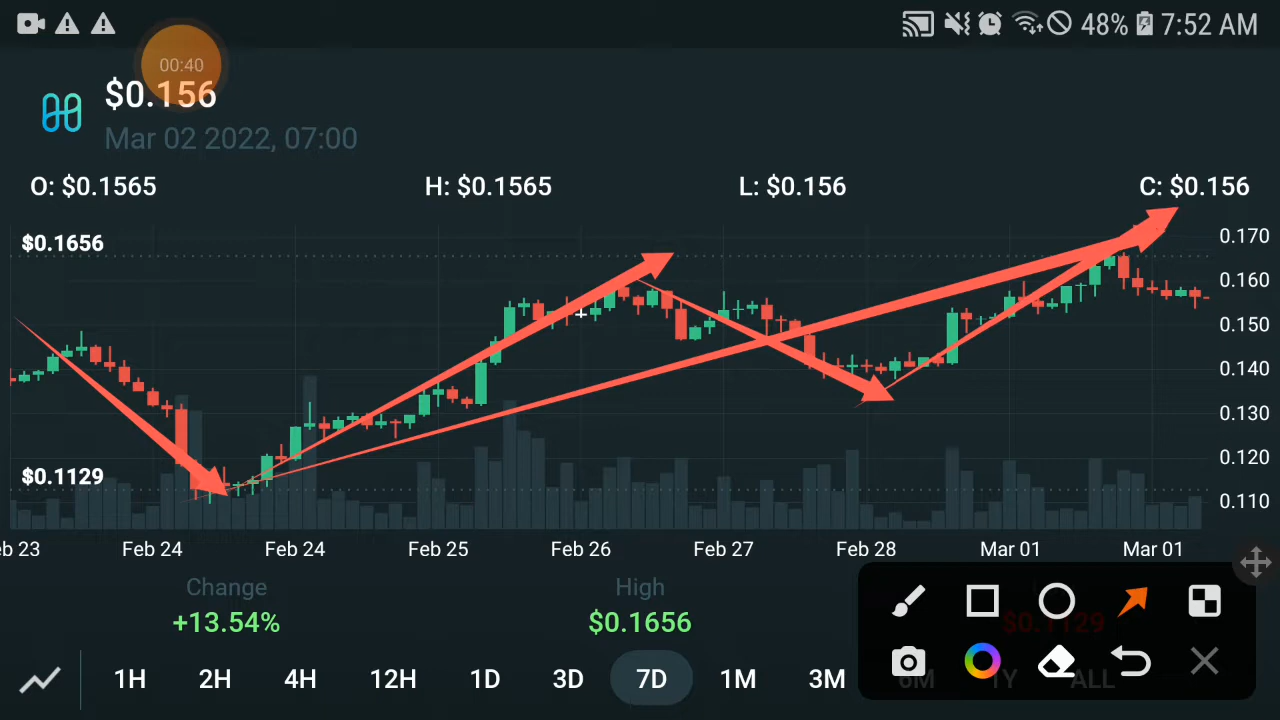 48% 7:52 AM
00:40
$0.156
Mar 02 2022, 07:00
O: $0.1565 H: $0.1565 L: $0.156 C: $0.156
$0.1656
0.170
0.160
0.150
0.140
0.130
0.120
$0.1129
0.110
eb 23 Feb 24 Feb 24 Feb 25 Feb 26 Feb 27 Feb 28 Mar 01 Mar 01
Change High
+13.54% $0.1656 $0.1129
1H 2H 4H 12H 1D 3D 7D 1M 3M 6M 1Y ALL